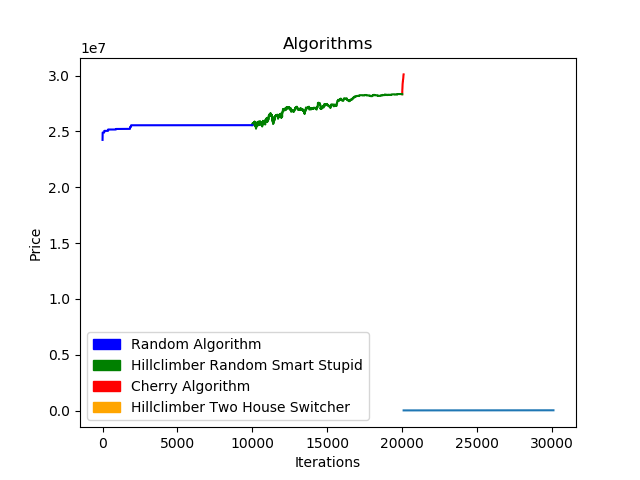 Algorithms
1e7
3.0
2.5
2.0
1.5
1.0
0.5
0.0
Price
Random Algorithm
Hillclimber Random Smart Stupid
Cherry Algorithm
Hillclimber Two House Switcher
0 5000 10000 15000 20000 25000 30000
Iterations